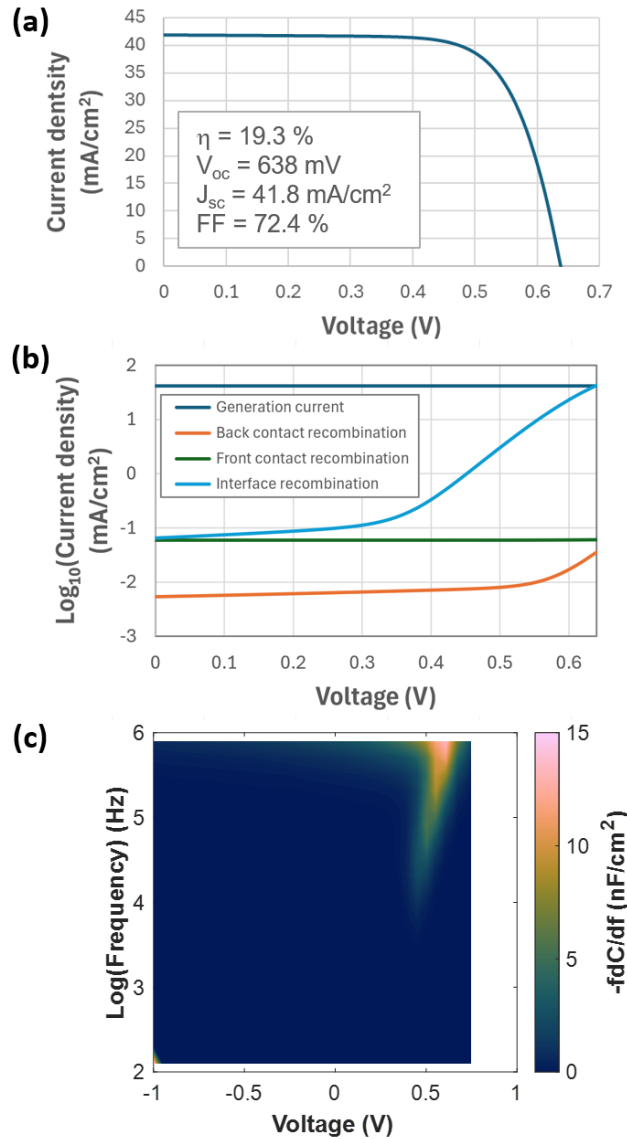 (a)
Current dentsity
(mA/cm²)
45
40
35
30
25
20
15
10
5
0
η = 19.3 %
Voc = 638 mV
Jsc = 41.8 mA/cm²
FF = 72.4 %
0 0.1 0.2 0.3 0.4 0.5 0.6 0.7
Voltage (V)
(b)
Log10(Current density)
(mA/cm²)
2
1
0
-1
-2
-3
Generation current
Back contact recombination
Front contact recombination
Interface recombination
0 0.1 0.2 0.3 0.4 0.5 0.6
Voltage (V)
(c)
Log(Frequency) (Hz)
6
5
4
3
2
-1 -0.5 0 0.5 1
Voltage (V)
15
10
5
0
-fdC/df (nF/cm²)